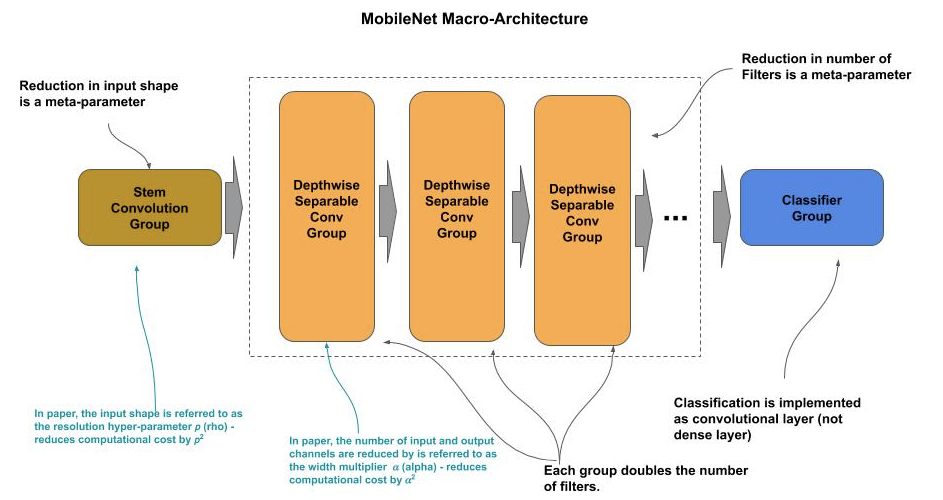 MobileNet Macro-Architecture
Reduction in input shape
is a meta-parameter
Reduction in number of
Filters is a meta-parameter
Stem
Convolution
Group
Depthwise
Separable
Conv
Group
Depthwise
Separable
Conv
Group
Depthwise
Separable
Conv
Group
...
Classifier
Group
In paper, the input shape is referred to as
the resolution hyper-parameter ρ (rho) -
reduces computational cost by ρ²
In paper, the number of input and output
channels are reduced by is referred to as
the width multiplier α (alpha) - reduces
computational cost by α²
Each group doubles the number
of filters.
Classification is implemented
as convolutional layer (not
dense layer)